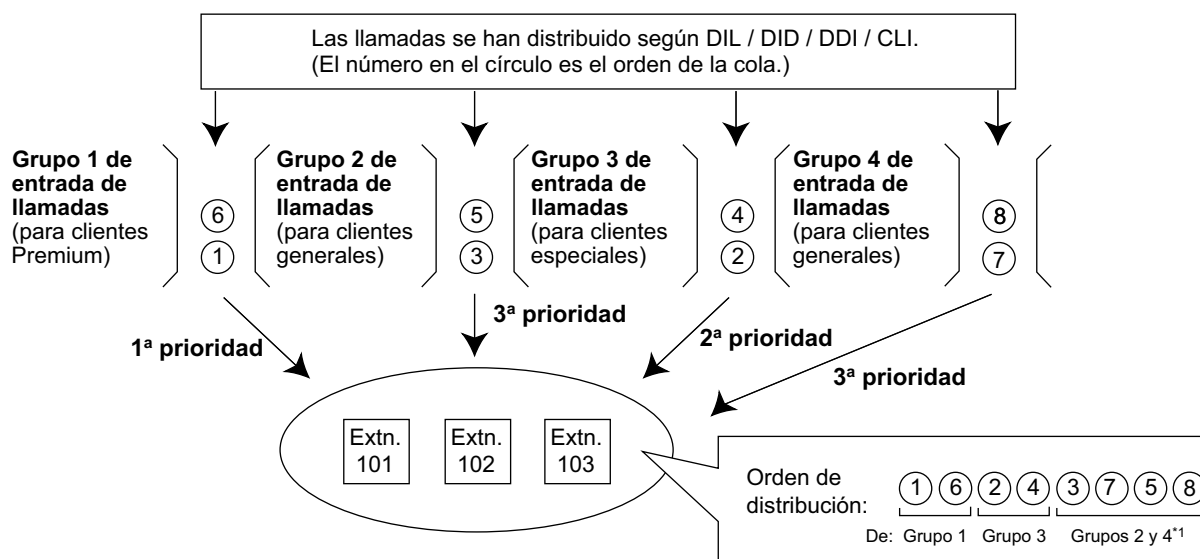 Las llamadas se han distribuido según DIL / DID / DDI / CLI.
(El número en el círculo es el orden de la cola.)
Grupo 1 de
entrada de
llamadas
(para clientes
Premium)
6
1
Grupo 2 de
entrada de
llamadas
(para clientes
generales)
5
3
Grupo 3 de
entrada de
llamadas
(para clientes
especiales)
4
2
Grupo 4 de
entrada de
llamadas
(para clientes
generales)
8
7
1ª prioridad
3ª prioridad
2ª prioridad
3ª prioridad
Extn.
101
Extn.
102
Extn.
103
Orden de
distribución:
1 6 2 4 3 7 5 8
De: Grupo 1 Grupo 3 Grupos 2 y 4*1